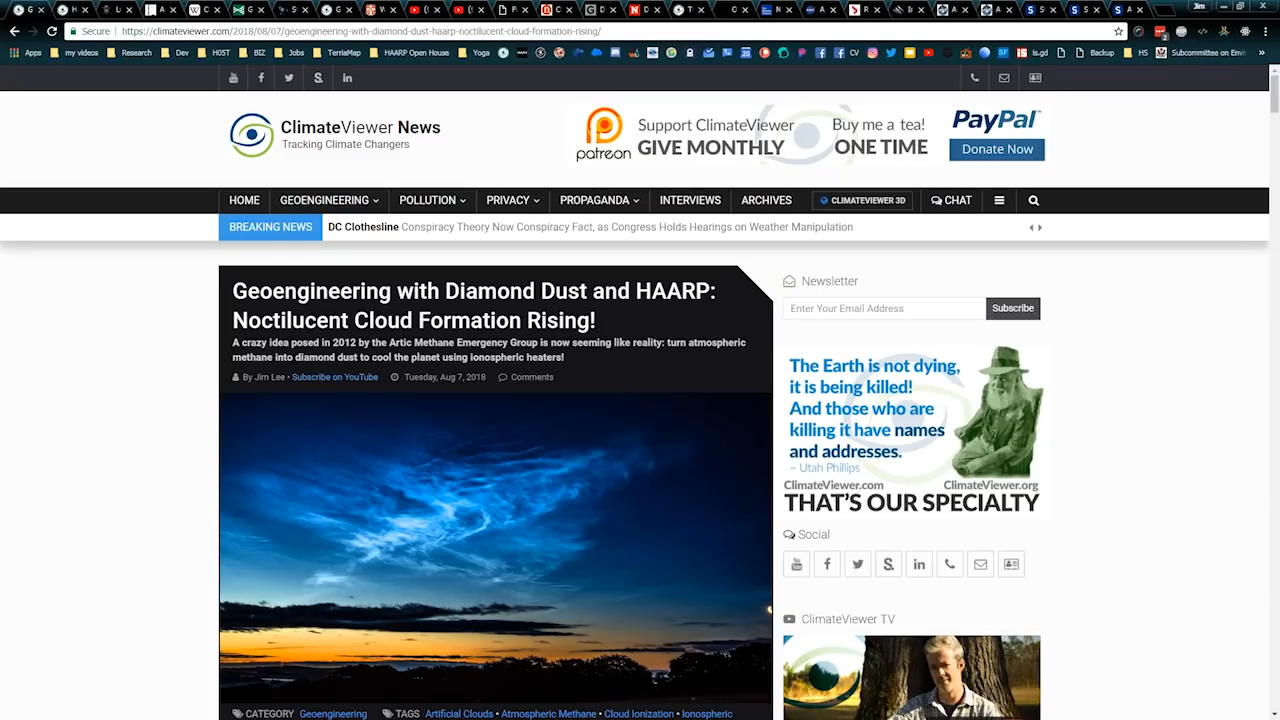 Jim
Secure
https://climateviewer.com/2018/08/07/geoengineering-with-diamond-dust-haarp-noctilucent-cloud-formation-rising/
Apps
my videos
Research
Dev
HOST
BIZ
Jobs
TerriaMap
HAARP Open House
Yoga
CV
is.gd
Backup
HS
Subcommittee on Envi
ClimateViewer News
Tracking Climate Changers
patreon
Support ClimateViewer
GIVE MONTHLY
Buy me a tea!
ONE TIME
PayPal
Donate Now
HOME
GEOENGINEERING
POLLUTION
PRIVACY
PROPAGANDA
INTERVIEWS
ARCHIVES
CLIMATEVIEWER 3D
CHAT
BREAKING NEWS
DC Clothesline Conspiracy Theory Now Conspiracy Fact, as Congress Holds Hearings on Weather Manipulation
Geoengineering with Diamond Dust and HAARP:
Noctilucent Cloud Formation Rising!
A crazy idea posed in 2012 by the Artic Methane Emergency Group is now seeming like reality: turn atmospheric
methane into diamond dust to cool the planet using ionospheric heaters!
By Jim Lee • Subscribe on YouTube
Tuesday, Aug 7, 2018
Comments
CATEGORY Geoengineering
TAGS Artificial Clouds • Atmospheric Methane • Cloud Ionization • Ionospheric
Newsletter
Enter Your Email Address
Subscribe
The Earth is not dying,
it is being killed!
And those who are
killing it have names
and addresses.
– Utah Phillips
ClimateViewer.com
ClimateViewer.org
THAT'S OUR SPECIALTY
Social
ClimateViewer TV